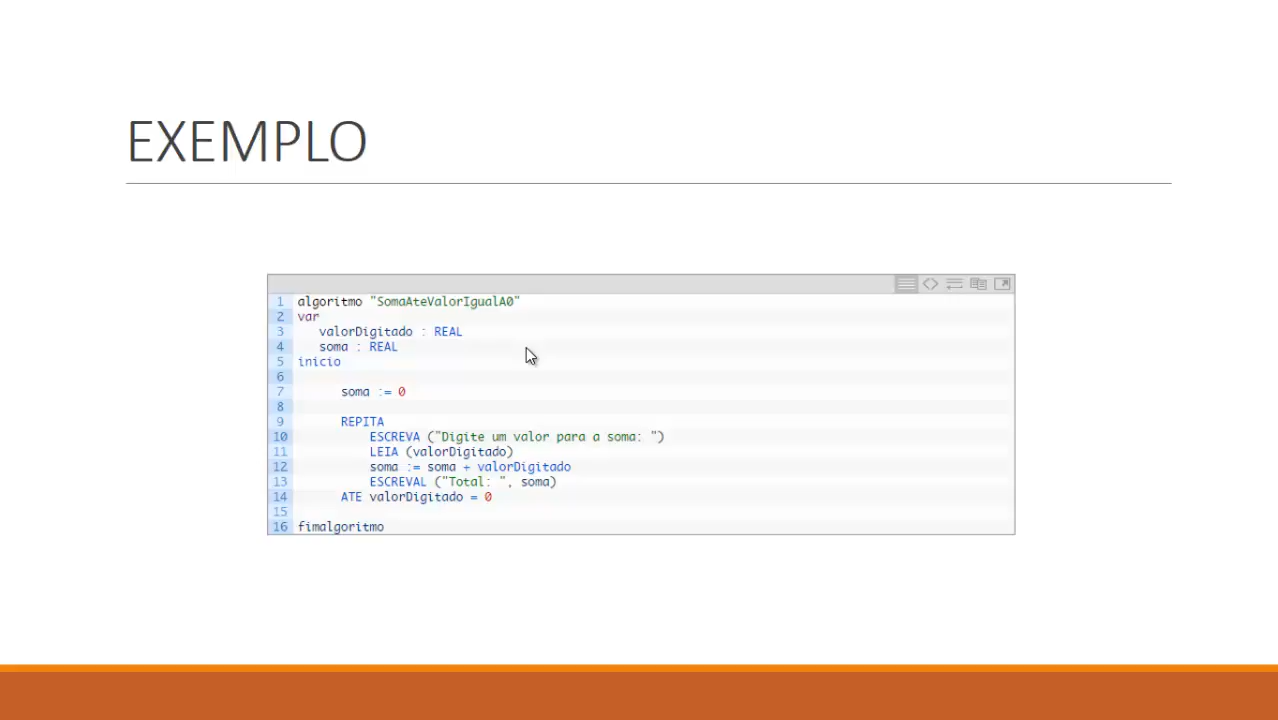 EXEMPLO
1 algoritmo "SomaAteValorIgualA0"
2 var
3 valorDigitado : REAL
4 soma : REAL
5 inicio
6
7 soma := 0
8
9 REPITA
10 ESCREVA ("Digite um valor para a soma: ")
11 LEIA (valorDigitado)
12 soma := soma + valorDigitado
13 ESCREVAL ("Total: ", soma)
14 ATE valorDigitado = 0
15
16 fimalgoritmo